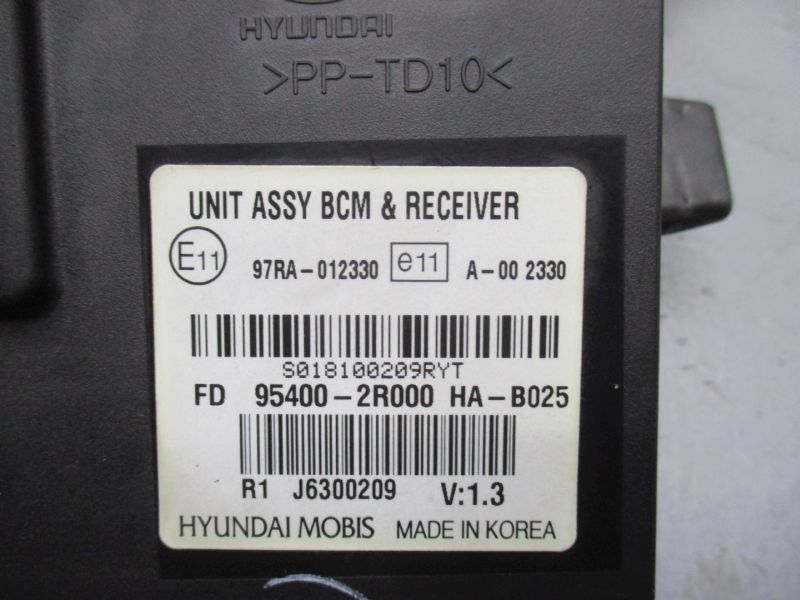 HYUNDAI
>PP-TD10<
UNIT ASSY BCM & RECEIVER
E11 97RA-012330 e11 A-00 2330
S018100209RYT
FD 95400-2R000 HA-B025
R1 J6300209 V:1.3
HYUNDAI MOBIS MADE IN KOREA